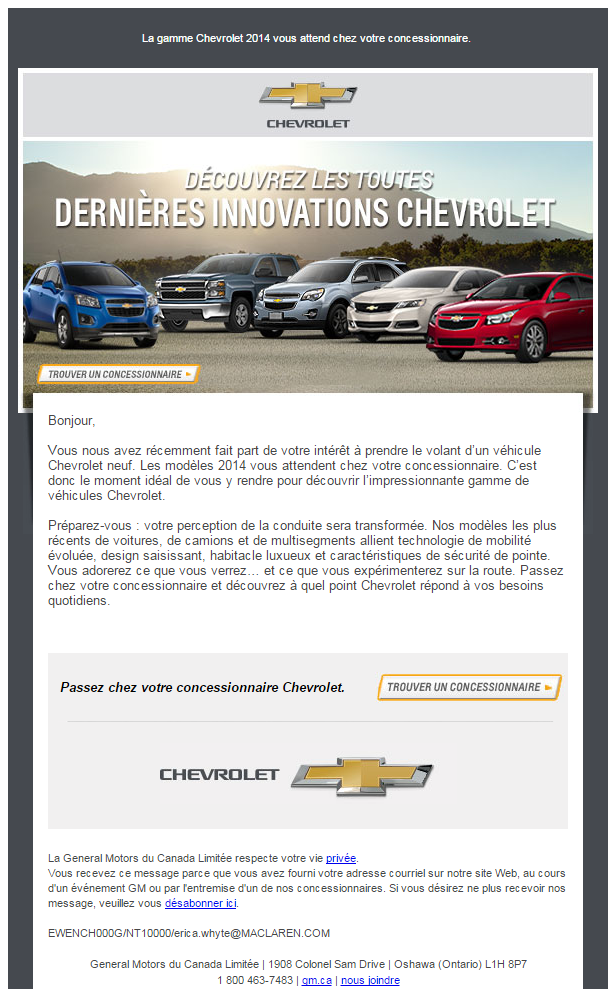 La gamme Chevrolet 2014 vous attend chez votre concessionnaire.
CHEVROLET
DÉCOUVREZ LES TOUTES
DERNIÈRES INNOVATIONS CHEVROLET
TROUVER UN CONCESSIONNAIRE
Bonjour,
Vous nous avez récemment fait part de votre intérêt à prendre le volant d’un véhicule
Chevrolet neuf. Les modèles 2014 vous attendent chez votre concessionnaire. C’est
donc le moment idéal de vous y rendre pour découvrir l’impressionnante gamme de
véhicules Chevrolet.
Préparez-vous : votre perception de la conduite sera transformée. Nos modèles les plus
récents de voitures, de camions et de multisegments allient technologie de mobilité
évoluée, design saisissant, habitacle luxueux et caractéristiques de sécurité de pointe.
Vous adorerez ce que vous verrez… et ce que vous expérimenterez sur la route. Passez
chez votre concessionnaire et découvrez à quel point Chevrolet répond à vos besoins
quotidiens.
Passez chez votre concessionnaire Chevrolet.
TROUVER UN CONCESSIONNAIRE
CHEVROLET
La General Motors du Canada Limitée respecte votre vie privée.
Vous recevez ce message parce que vous avez fourni votre adresse courriel sur notre site Web, au cours
d'un événement GM ou par l'entremise d'un de nos concessionnaires. Si vous désirez ne plus recevoir nos
message, veuillez vous désabonner ici.
EWENCH000G/NT10000/erica.whyte@MACLAREN.COM
General Motors du Canada Limitée | 1908 Colonel Sam Drive | Oshawa (Ontario) L1H 8P7
1 800 463-7483 | gm.ca | nous joindre